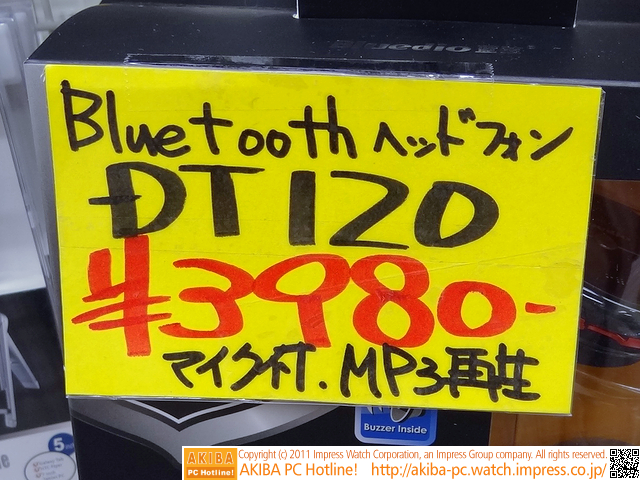 Bluedio
Bluetooth ヘッドフォン
DT120
¥3980-
マイク付.MP3再生
5
Buzzer Inside
AKIBA
PC Hotline!
Copyright (c) 2011 Impress Watch Corporation, an Impress Group company. All rights reserved.
AKIBA PC Hotline! http://akiba-pc.watch.impress.co.jp/